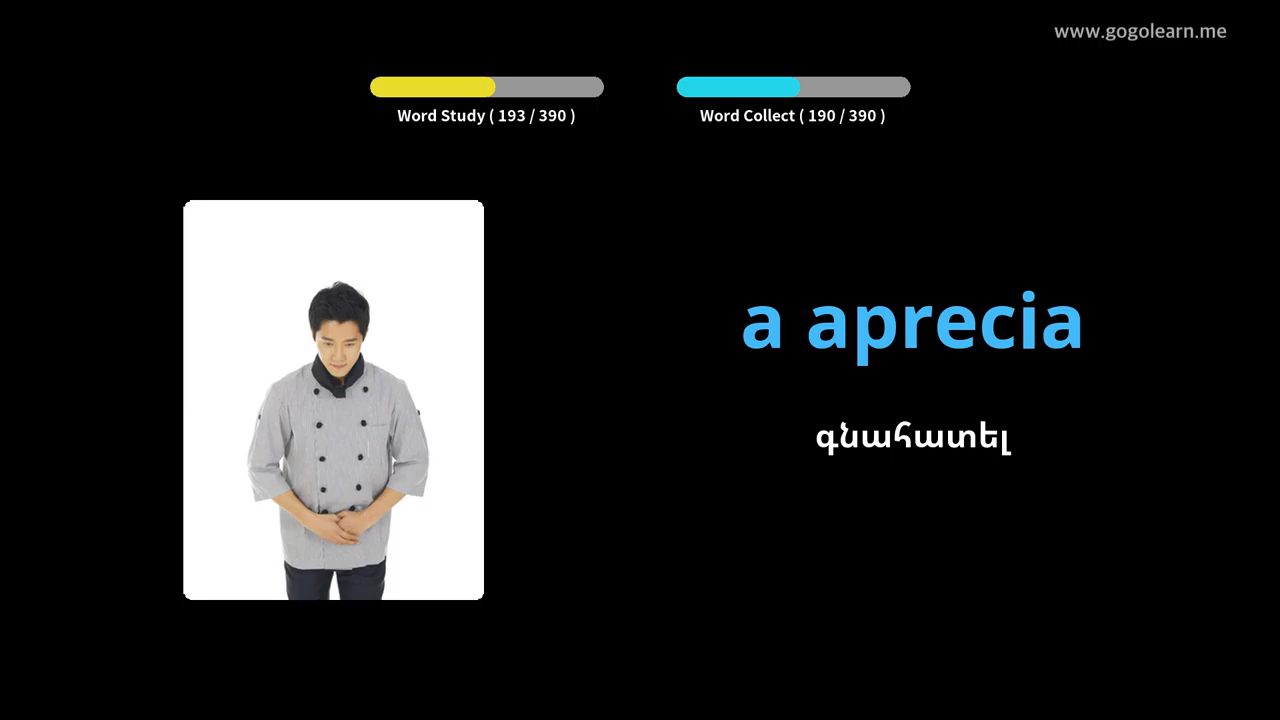 www.gogolearn.me
Word Study ( 193 / 390 )
Word Collect ( 190 / 390 )
a aprecia
գնահատել